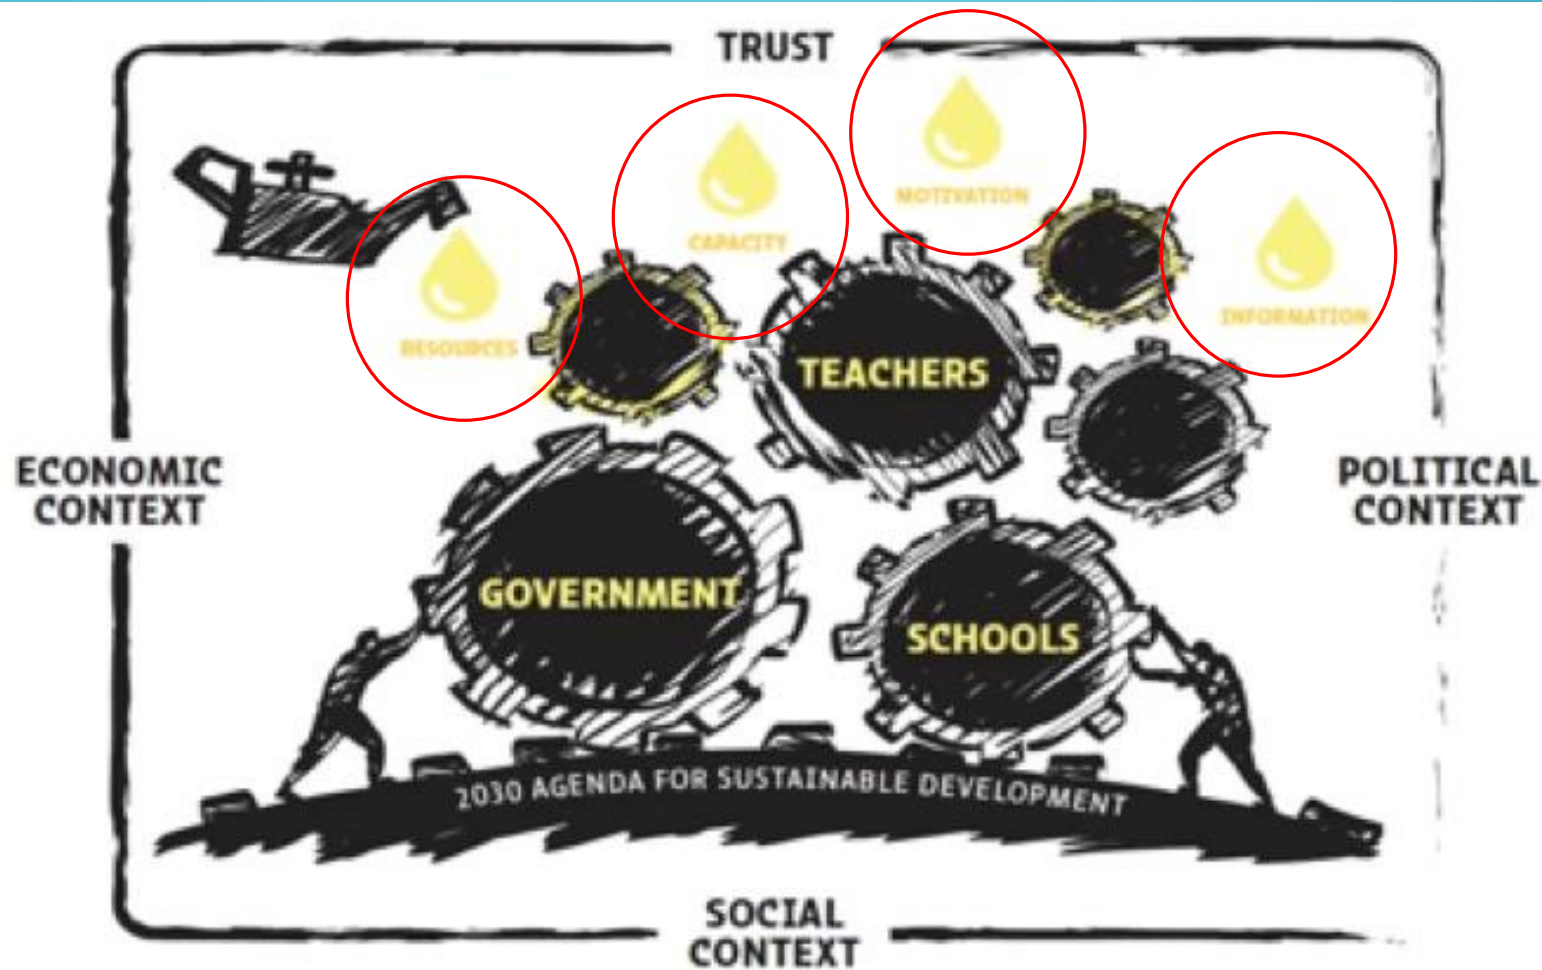 TRUST
MOTIVATION
CAPACITY
INFORMATION
RESOURCES
TEACHERS
ECONOMIC
CONTEXT
POLITICAL
CONTEXT
GOVERNMENT
SCHOOLS
2030 AGENDA FOR SUSTAINABLE DEVELOPMENT
SOCIAL
CONTEXT